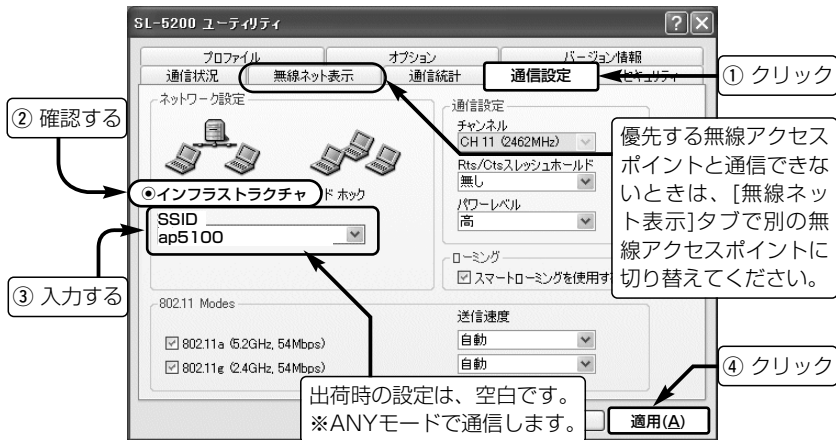 SL-5200 ユーティリティ
プロファイル オプション バージョン情報
通信状況 無線ネット表示 通信統計 通信設定 セキュリティ
① クリック
ネットワーク設定
② 確認する
インフラストラクチャ ド ホック
SSID
ap5100
③ 入力する
通信設定
チャンネル
CH 11 (2462MHz)
Rts/Ctsスレッショールド
無し
パワーレベル
高
優先する無線アクセス
ポイントと通信できな
いときは、[無線ネッ
ト表示]タブで別の無
線アクセスポイントに
切り替えてください。
ローミング
スマートローミングを使用す
802.11 Modes
送信速度
802.11a (5.2GHz, 54Mbps) 自動
802.11g (2.4GHz, 54Mbps) 自動
④ クリック
出荷時の設定は、空白です。
※ANYモードで通信します。
適用(A)